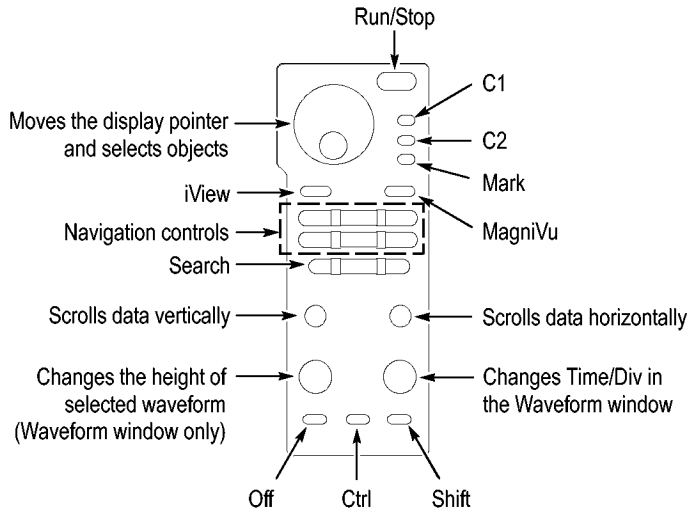 Run/Stop
C1
Moves the display pointer
and selects objects
C2
Mark
iView
MagniVu
Navigation controls
Search
Scrolls data vertically
Scrolls data horizontally
Changes the height of
selected waveform
(Waveform window only)
Changes Time/Div in
the Waveform window
Off
Ctrl
Shift